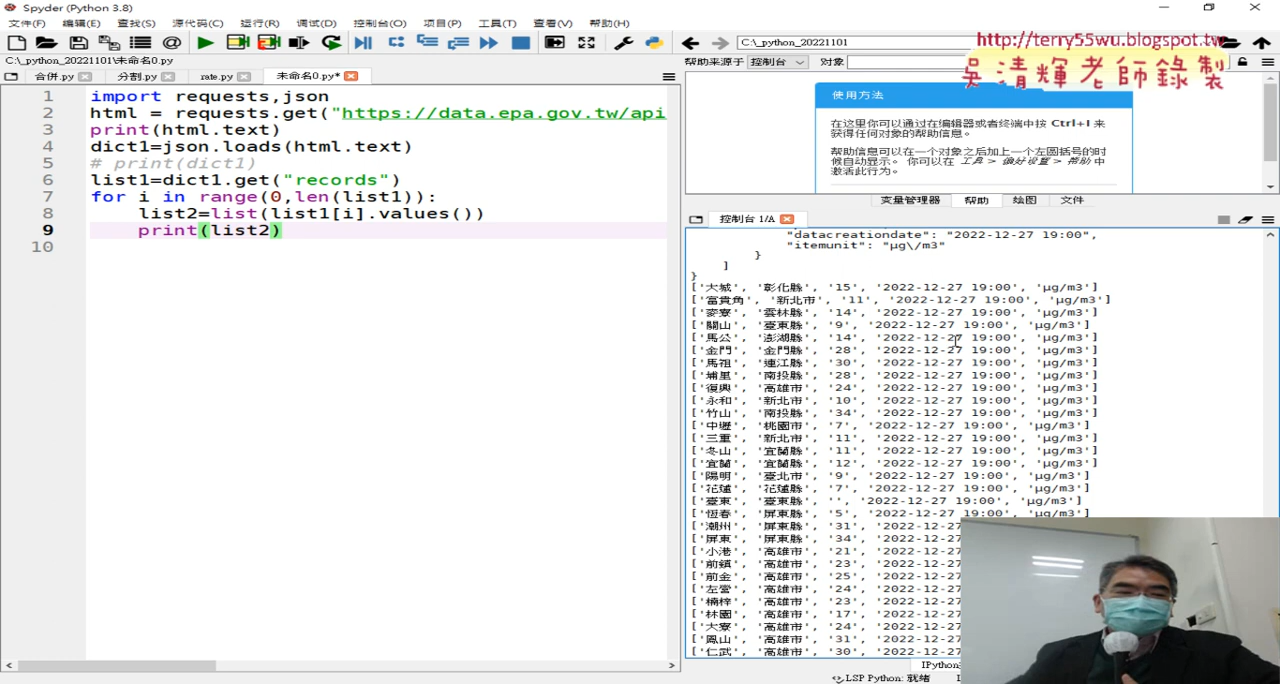 Spyder (Python 3.8)
文件(F) 编辑(E) 查找(S) 源代码(C) 运行(R) 调试(D) 控制台(O) 项目(P) 工具(T) 查看(V) 帮助(H)
C:\_python_20221101
http://terry55wu.blogspot.tw
吳清輝老師錄製
C:\_python_20221101\未命名0.py
合併.py
分割.py
rate.py
未命名0.py*
1 import requests,json
2 html = requests.get("https://data.epa.gov.tw/api
3 print(html.text)
4 dict1=json.loads(html.text)
5 # print(dict1)
6 list1=dict1.get("records")
7 for i in range(0,len(list1)):
8 list2=list(list1[i].values())
9 print(list2)
10
帮助来源于 控制台 对象
使用方法
在这里你可以通过在编辑器或者终端中按 Ctrl+I 来
获得任何对象的帮助信息。
帮助信息可以在一个对象之后加上一个左圆括号的时
候自动显示。 你可以在 工具 > 偏好设置 > 帮助 中
激活此行为。
变量管理器 帮助 绘图 文件
控制台 1/A
"datacreationdate": "2022-12-27 19:00",
"itemunit": "μg\/m3"
}
]
}
['大城', '彰化縣', '15', '2022-12-27 19:00', 'μg/m3']
['富貴角', '新北市', '11', '2022-12-27 19:00', 'μg/m3']
['麥寮', '雲林縣', '14', '2022-12-27 19:00', 'μg/m3']
['關山', '臺東縣', '9', '2022-12-27 19:00', 'μg/m3']
['馬公', '澎湖縣', '14', '2022-12-27 19:00', 'μg/m3']
['金門', '金門縣', '28', '2022-12-27 19:00', 'μg/m3']
['馬祖', '連江縣', '30', '2022-12-27 19:00', 'μg/m3']
['埔里', '南投縣', '28', '2022-12-27 19:00', 'μg/m3']
['復興', '高雄市', '24', '2022-12-27 19:00', 'μg/m3']
['永和', '新北市', '10', '2022-12-27 19:00', 'μg/m3']
['竹山', '南投縣', '34', '2022-12-27 19:00', 'μg/m3']
['中壢', '桃園市', '7', '2022-12-27 19:00', 'μg/m3']
['三重', '新北市', '11', '2022-12-27 19:00', 'μg/m3']
['冬山', '宜蘭縣', '11', '2022-12-27 19:00', 'μg/m3']
['宜蘭', '宜蘭縣', '12', '2022-12-27 19:00', 'μg/m3']
['陽明', '臺北市', '9', '2022-12-27 19:00', 'μg/m3']
['花蓮', '花蓮縣', '7', '2022-12-27 19:00', 'μg/m3']
['臺東', '臺東縣', '', '2022-12-27 19:00', 'μg/m3']
['恆春', '屏東縣', '5', '2022-12-27 19:00', 'μg/m3']
['潮州', '屏東縣', '31', '2022-12-27
['屏東', '屏東縣', '34', '2022-12-27
['小港', '高雄市', '21', '2022-12-27
['前鎮', '高雄市', '23', '2022-12-27
['前金', '高雄市', '25', '2022-12-27
['左營', '高雄市', '24', '2022-12-27
['楠梓', '高雄市', '23', '2022-12-27
['林園', '高雄市', '17', '2022-12-27
['大寮', '高雄市', '24', '2022-12-27
['鳳山', '高雄市', '31', '2022-12-27
['仁武', '高雄市', '30', '2022-12-27
IPython
LSP Python: 就绪